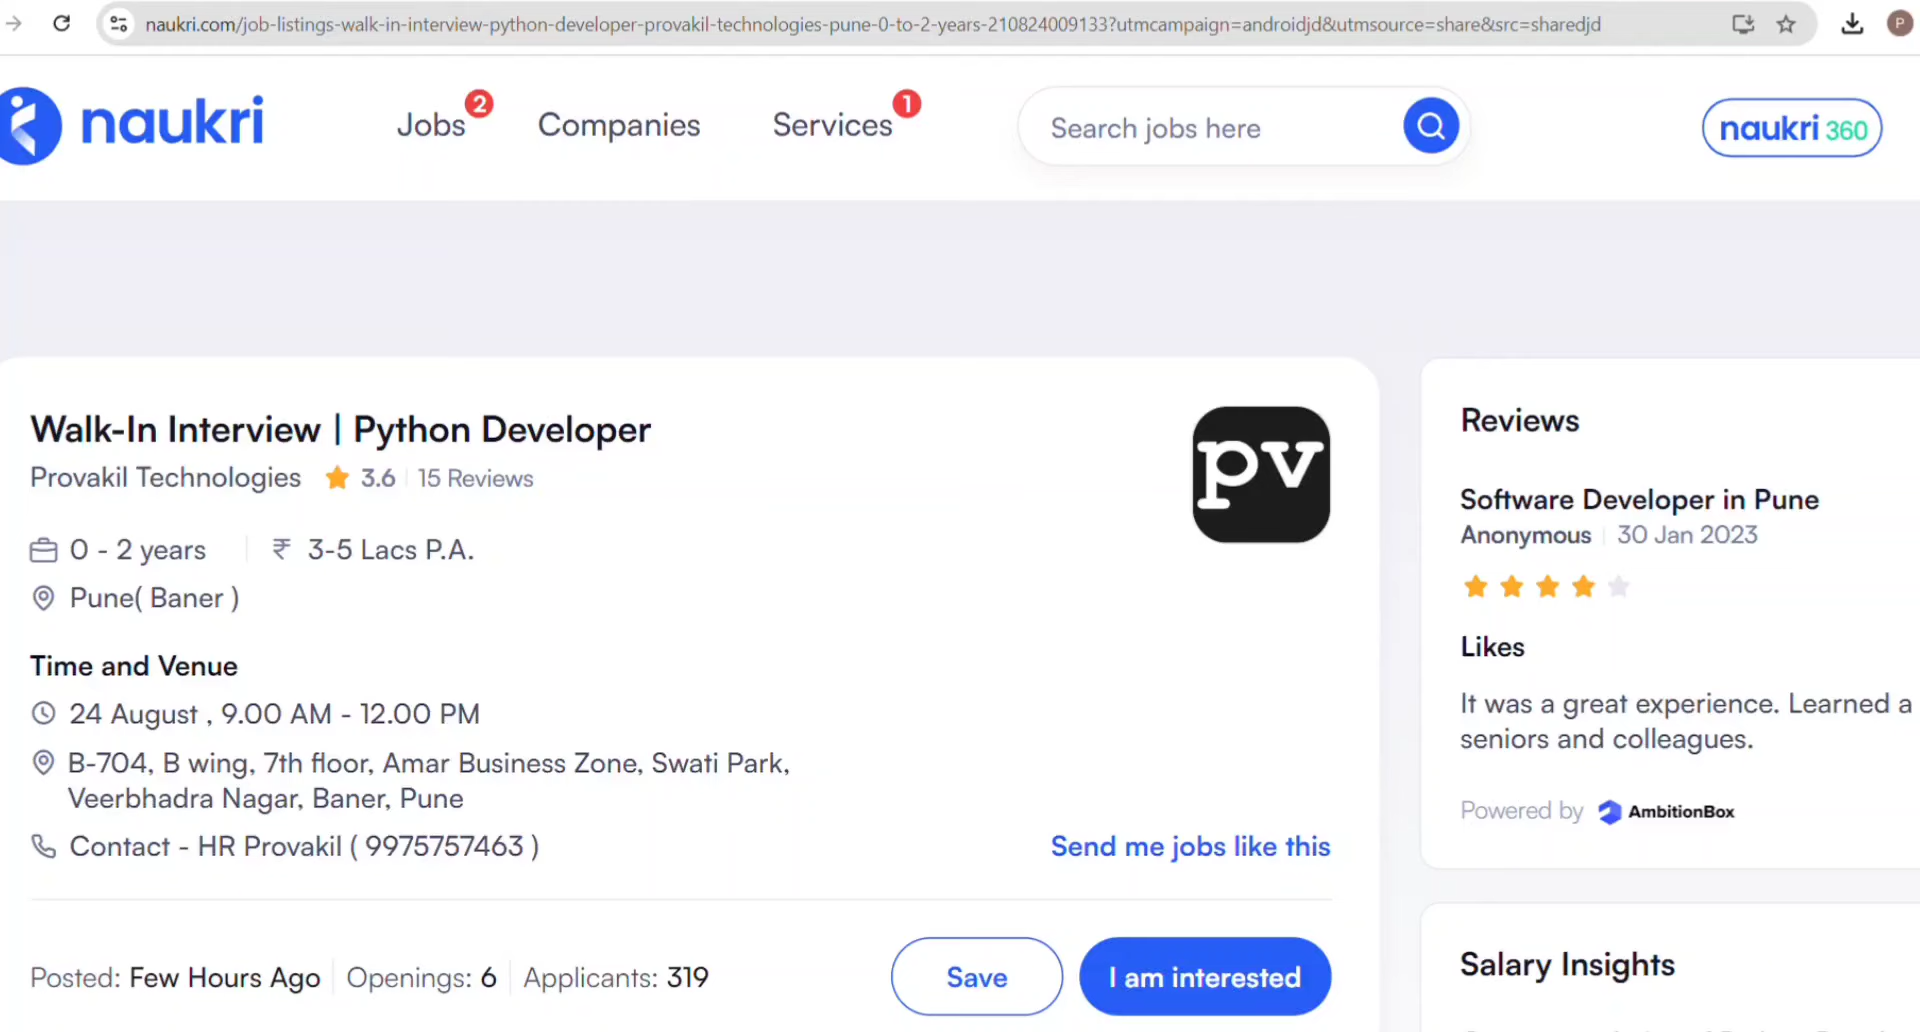 naukri.com/job-listings-walk-in-interview-python-developer-provakil-technologies-pune-0-to-2-years-210824009133?utmcampaign=androidjd&utmsource=share&src=sharedjd
P
naukri
Jobs 2
Companies
Services 1
Search jobs here
naukri 360
Walk-In Interview | Python Developer
Provakil Technologies 3.6 | 15 Reviews
pv
0 - 2 years | ₹ 3-5 Lacs P.A.
Pune( Baner )
Time and Venue
24 August , 9.00 AM - 12.00 PM
B-704, B wing, 7th floor, Amar Business Zone, Swati Park,
Veerbhadra Nagar, Baner, Pune
Contact - HR Provakil ( 9975757463 )
Send me jobs like this
Posted: Few Hours Ago | Openings: 6 | Applicants: 319
Save
I am interested
Reviews
Software Developer in Pune
Anonymous | 30 Jan 2023
Likes
It was a great experience. Learned a
seniors and colleagues.
Powered by AmbitionBox
Salary Insights